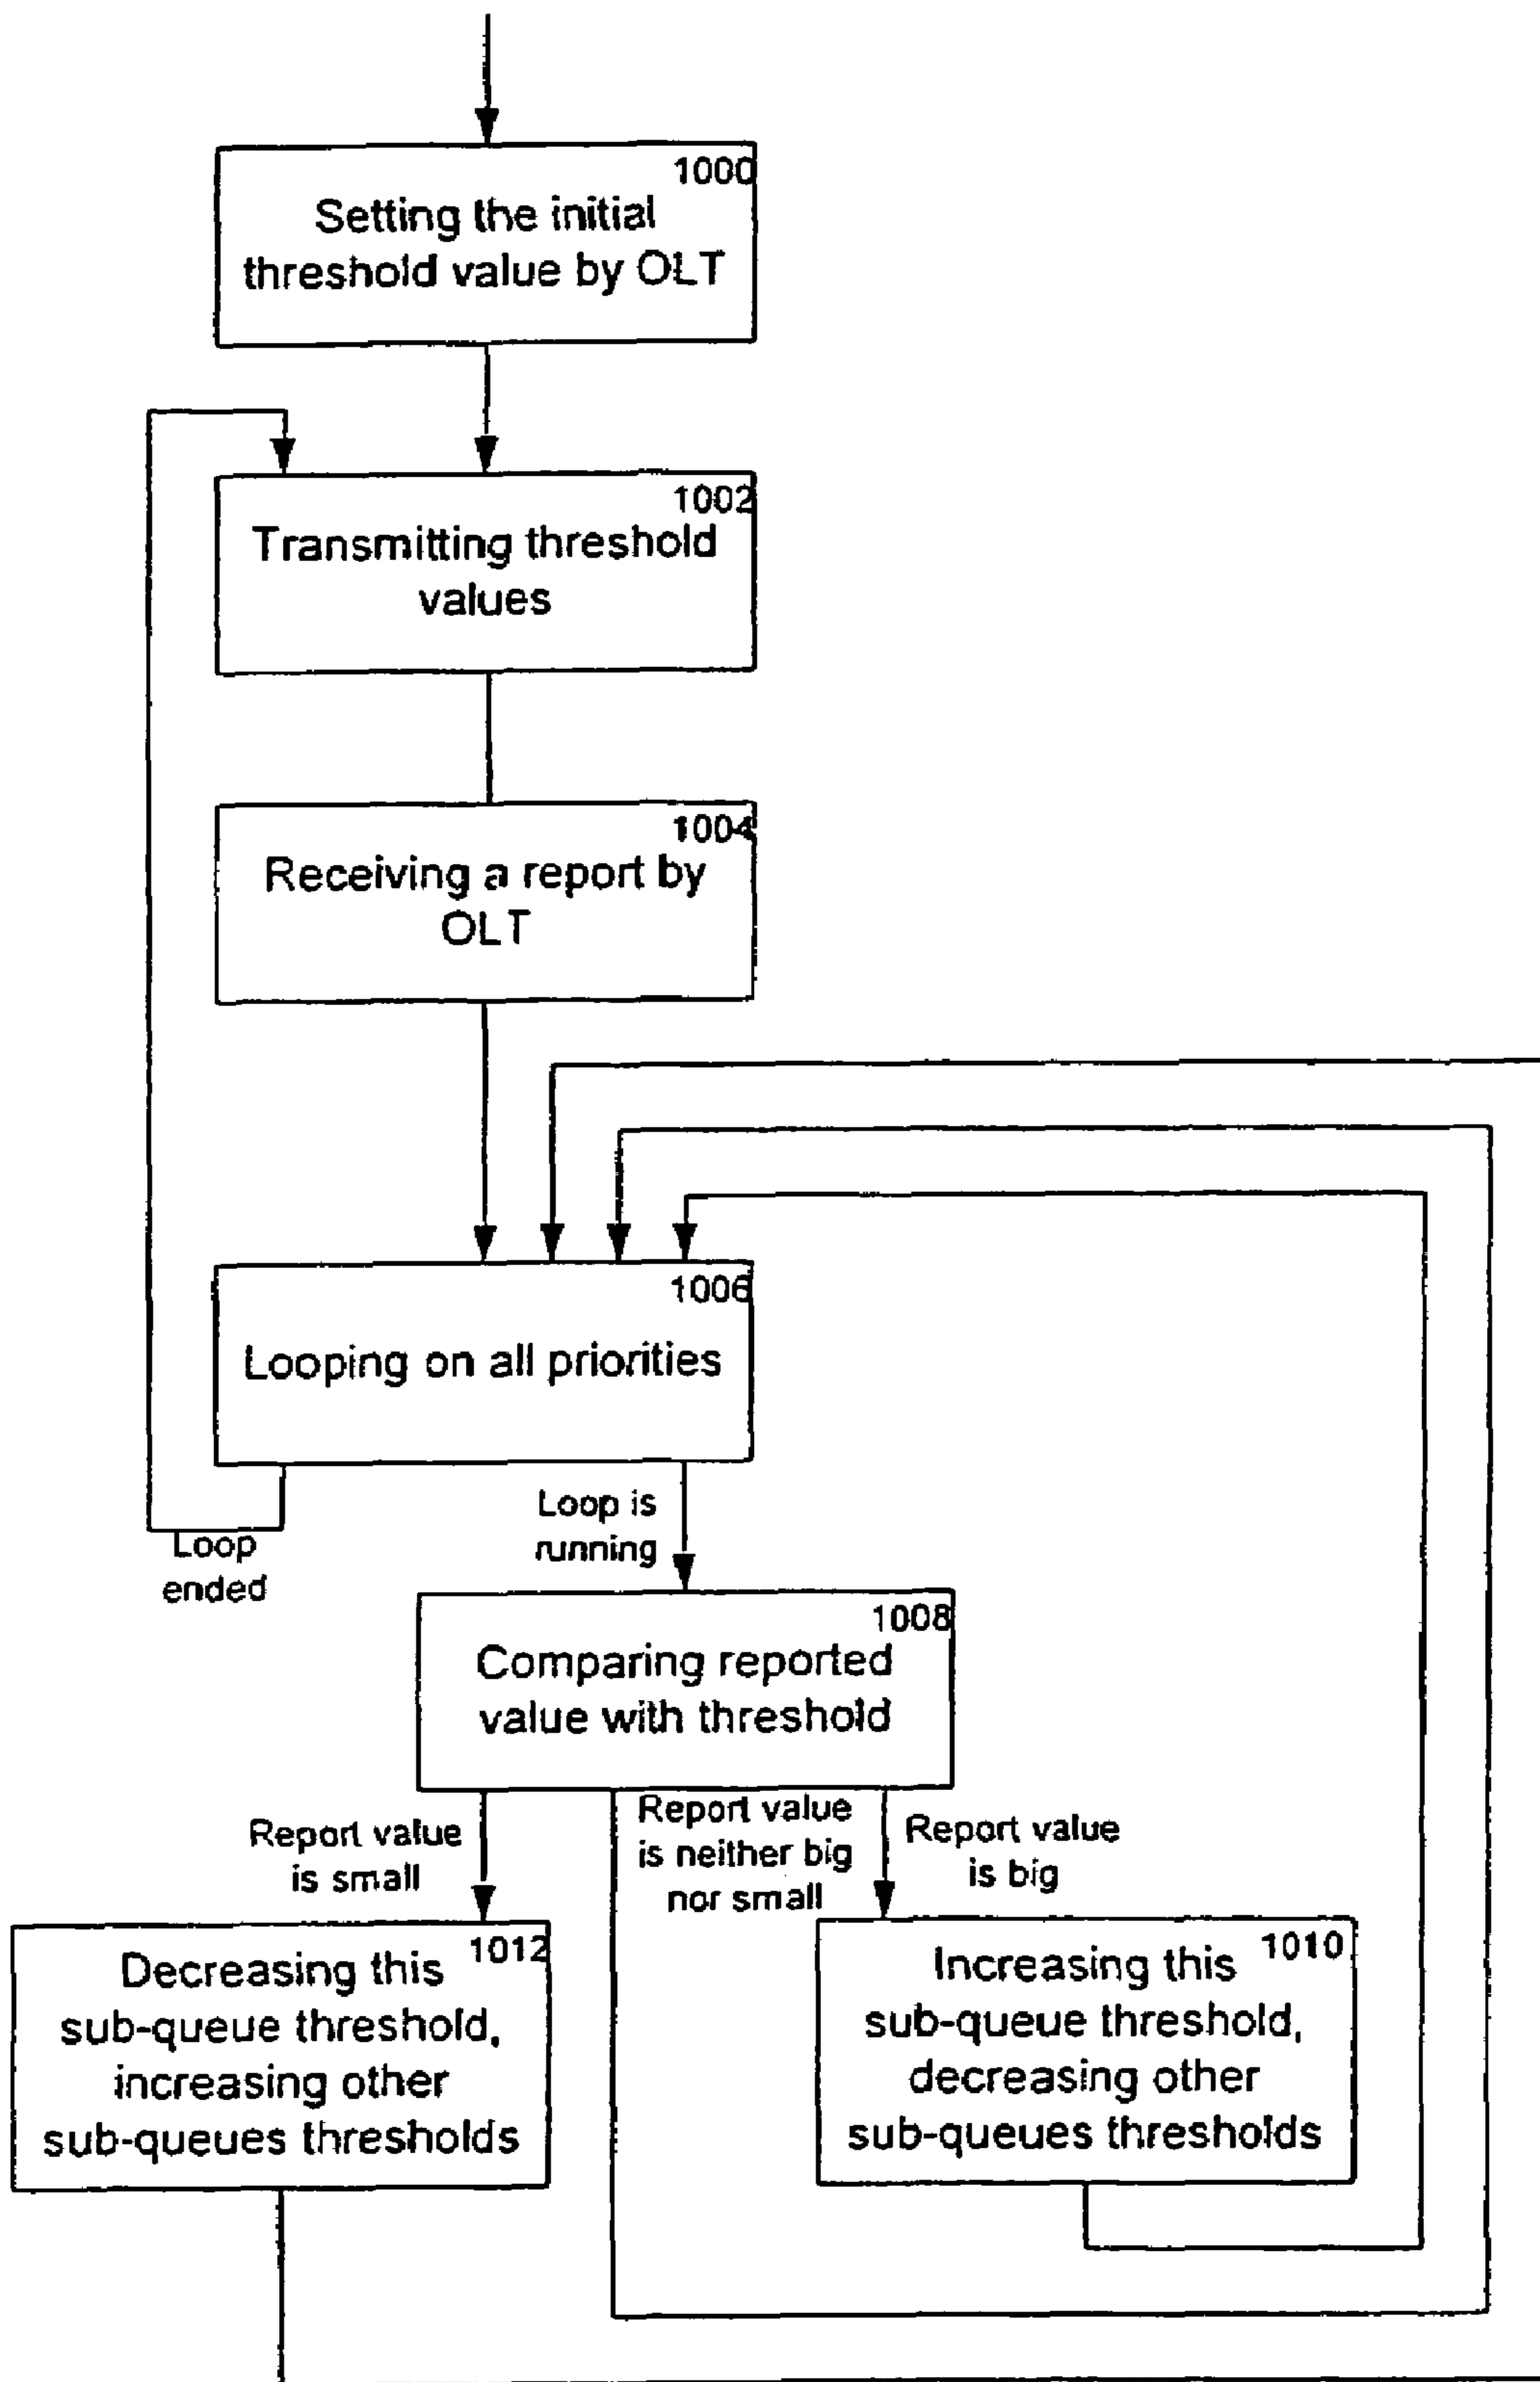 1000
Setting the initial
threshold value by OLT
1002
Transmitting threshold
values
1004
Receiving a report by
OLT
1006
Looping on all priorities
Loop is
running
Loop
ended
1008
Comparing reported
value with threshold
Report value
is small
Report value
is neither big
nor small
Report value
is big
1012
Decreasing this
sub-queue threshold,
increasing other
sub-queues thresholds
1010
Increasing this
sub-queue threshold,
decreasing other
sub-queues thresholds